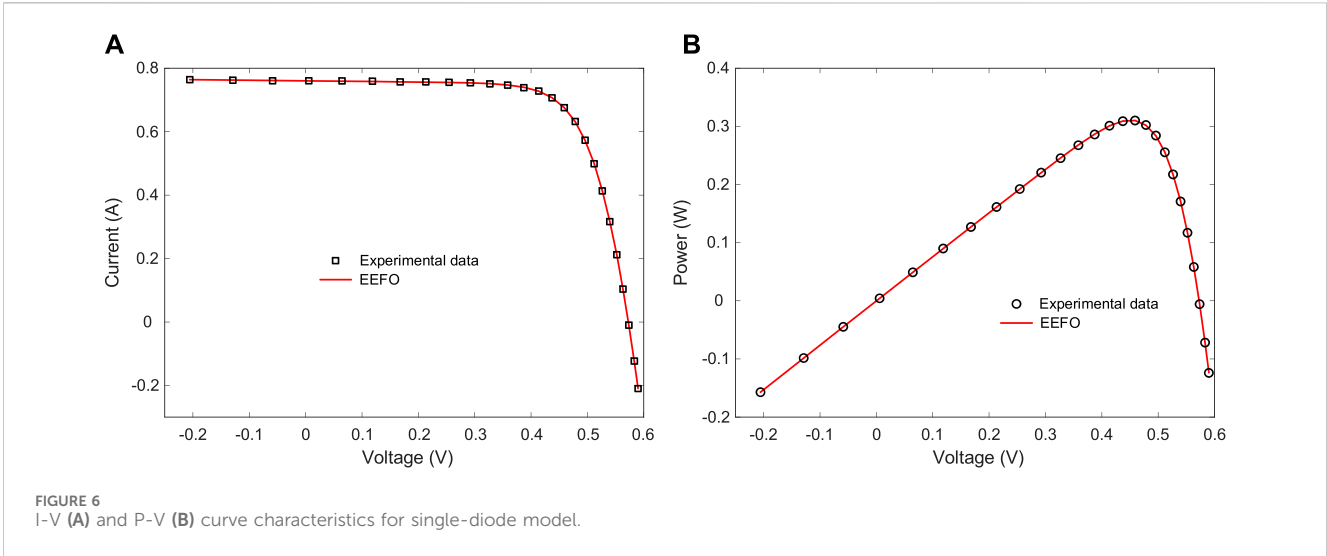 A
0.8
0.6
0.4
0.2
0
-0.2
Current (A)
Experimental data
EEFO
-0.2 -0.1 0 0.1 0.2 0.3 0.4 0.5 0.6
Voltage (V)
B
0.4
0.3
0.2
0.1
0
-0.1
-0.2
Power (W)
Experimental data
EEFO
-0.2 -0.1 0 0.1 0.2 0.3 0.4 0.5 0.6
Voltage (V)
FIGURE 6
I-V (A) and P-V (B) curve characteristics for single-diode model.